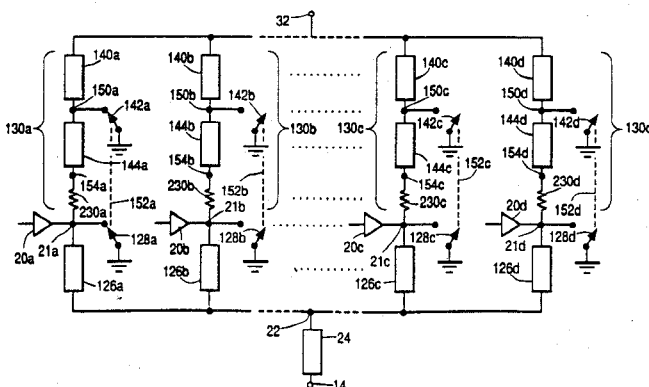 32
140a 140b 140c 140d
150a 142a 150b 142b 150c 142c 150d 142d
130a 130b 130c 130d
144a 144b 144c 144d
154a 152a 154b 152b 154c 152c 154d 152d
230a 230b 230c 230d
20a 21a 128a 20b 21b 128b 20c 21c 128c 20d 21d 128d
126a 126b 126c 126d
22 24
14